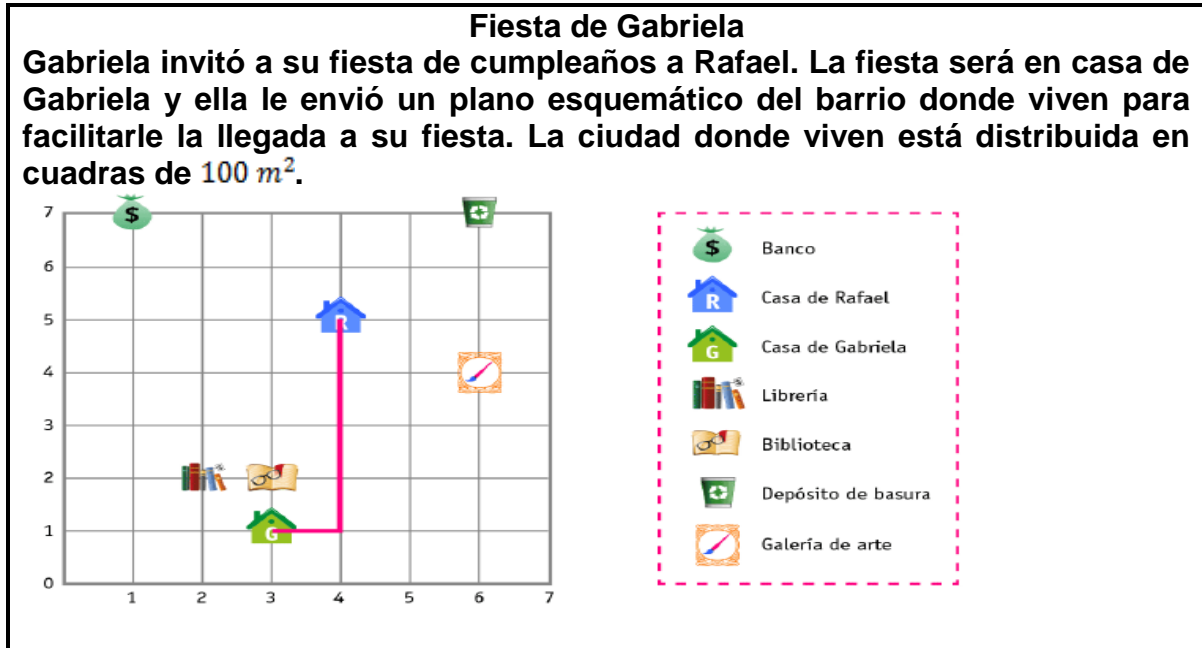 Fiesta de Gabriela
Gabriela invitó a su fiesta de cumpleaños a Rafael. La fiesta será en casa de
Gabriela y ella le envió un plano esquemático del barrio donde viven para
facilitarle la llegada a su fiesta. La ciudad donde viven está distribuida en
cuadras de 100 m².
7
6
5
4
3
2
1
0
1 2 3 4 5 6 7
$
R
G
$ Banco
R Casa de Rafael
G Casa de Gabriela
Librería
Biblioteca
Depósito de basura
Galería de arte